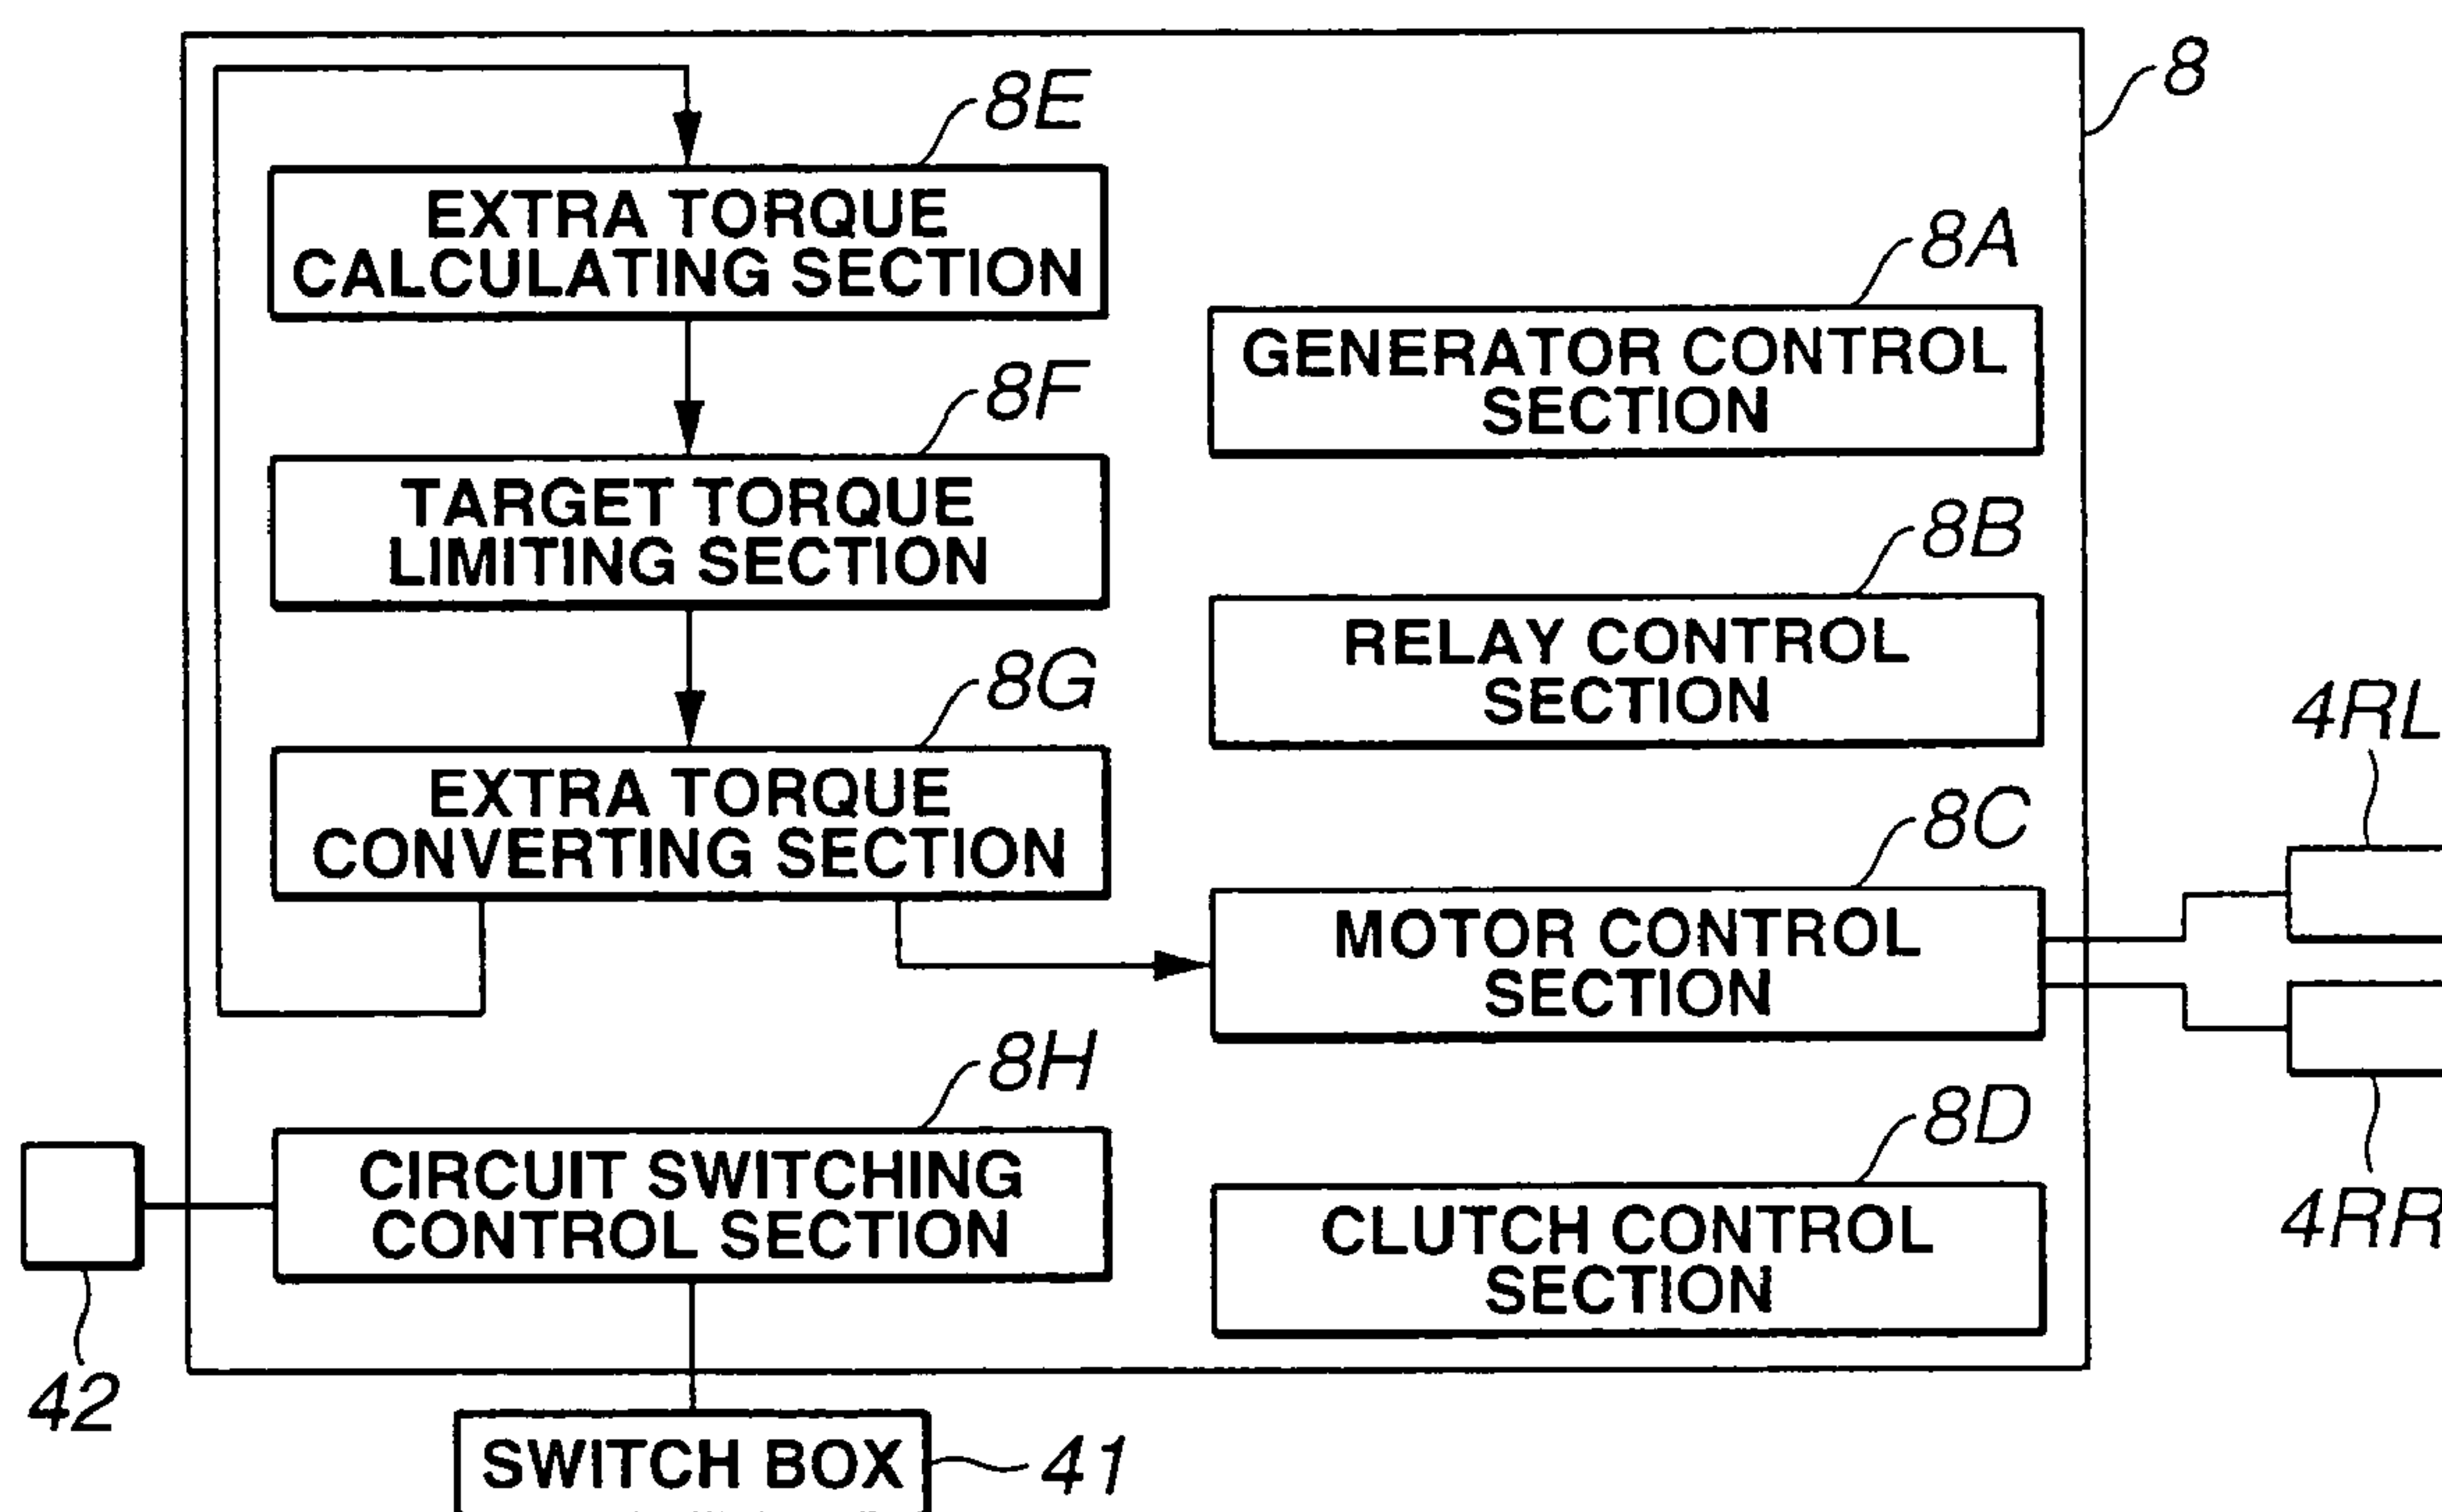 8
8E
EXTRA TORQUE
CALCULATING SECTION
8A
GENERATOR CONTROL
SECTION
8F
TARGET TORQUE
LIMITING SECTION
8B
RELAY CONTROL
SECTION
8G
EXTRA TORQUE
CONVERTING SECTION
4RL
8C
MOTOR CONTROL
SECTION
8H
CIRCUIT SWITCHING
CONTROL SECTION
8D
CLUTCH CONTROL
SECTION
4RR
42
SWITCH BOX
41